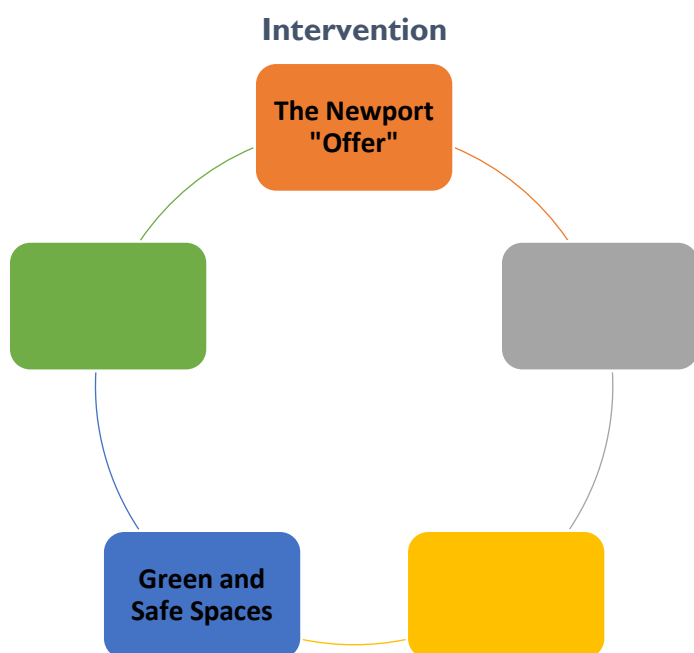 Intervention
The Newport
"Offer"
Green and
Safe Spaces